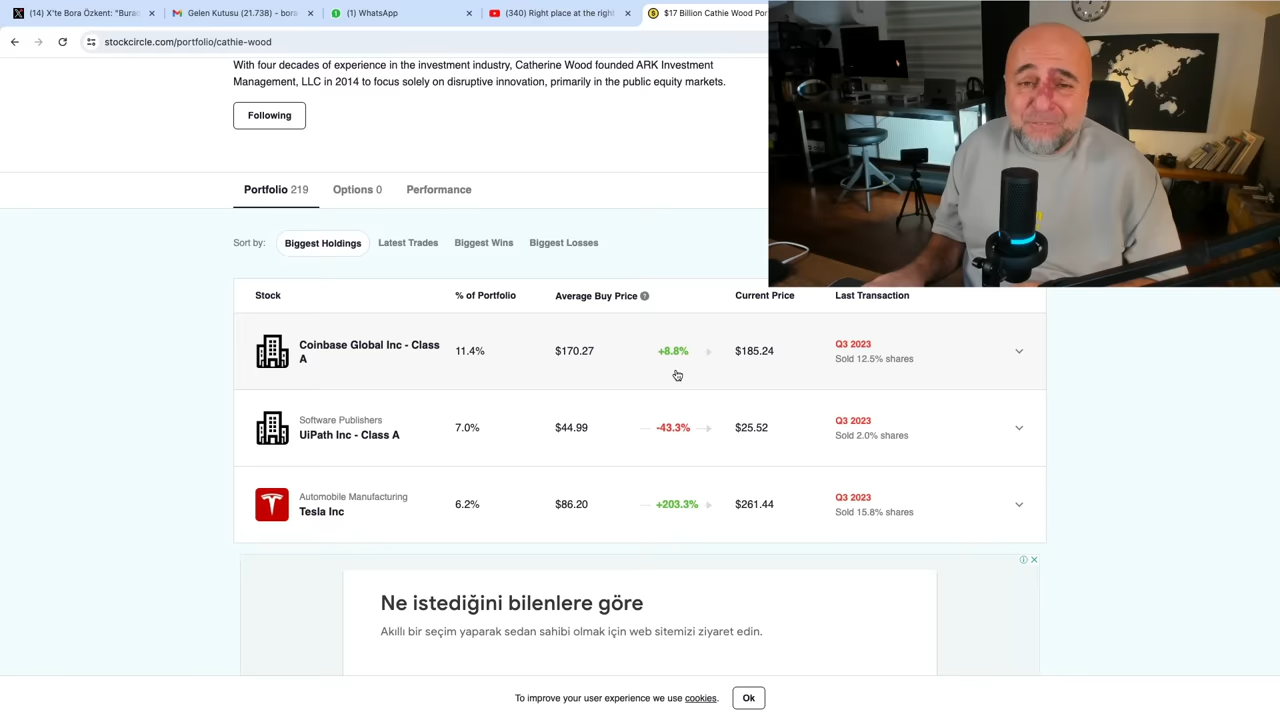 (14) X'te Bora Özkent: "Burad
Gelen Kutusu (21.738) - bora
(1) WhatsApp
(340) Right place at the right
$17 Billion Cathie Wood Por
stockcircle.com/portfolio/cathie-wood
With four decades of experience in the investment industry, Catherine Wood founded ARK Investment
Management, LLC in 2014 to focus solely on disruptive innovation, primarily in the public equity markets.
Following
Portfolio 219 Options 0 Performance
Sort by: Biggest Holdings Latest Trades Biggest Wins Biggest Losses
Stock % of Portfolio Average Buy Price ? Current Price Last Transaction
Coinbase Global Inc - Class
A
11.4% $170.27 +8.8% $185.24
Q3 2023
Sold 12.5% shares
Software Publishers
UiPath Inc - Class A
7.0% $44.99 -43.3% $25.52
Q3 2023
Sold 2.0% shares
Automobile Manufacturing
Tesla Inc
6.2% $86.20 +203.3% $261.44
Q3 2023
Sold 15.8% shares
Ne istediğini bilenlere göre
Akıllı bir seçim yaparak sedan sahibi olmak için web sitemizi ziyaret edin.
To improve your user experience we use cookies. Ok